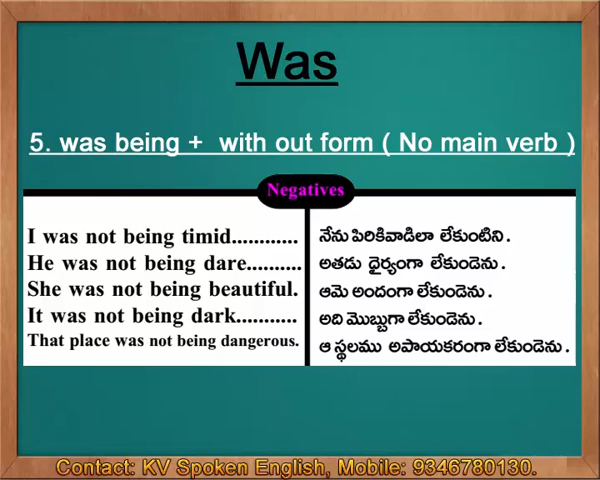 Was
5. was being + with out form ( No main verb )
Negatives
I was not being timid............
He was not being dare..........
She was not being beautiful.
It was not being dark...........
That place was not being dangerous.
నేను పిరికివాడిలా లేకుంటిని.
అతడు ధైర్యంగా లేకుండెను.
ఆమె అందంగా లేకుండెను.
అది మొబ్బుగా లేకుండెను.
ఆ స్థలము అపాయకరంగా లేకుండెను.
Contact: KV Spoken English, Mobile: 9346780130.